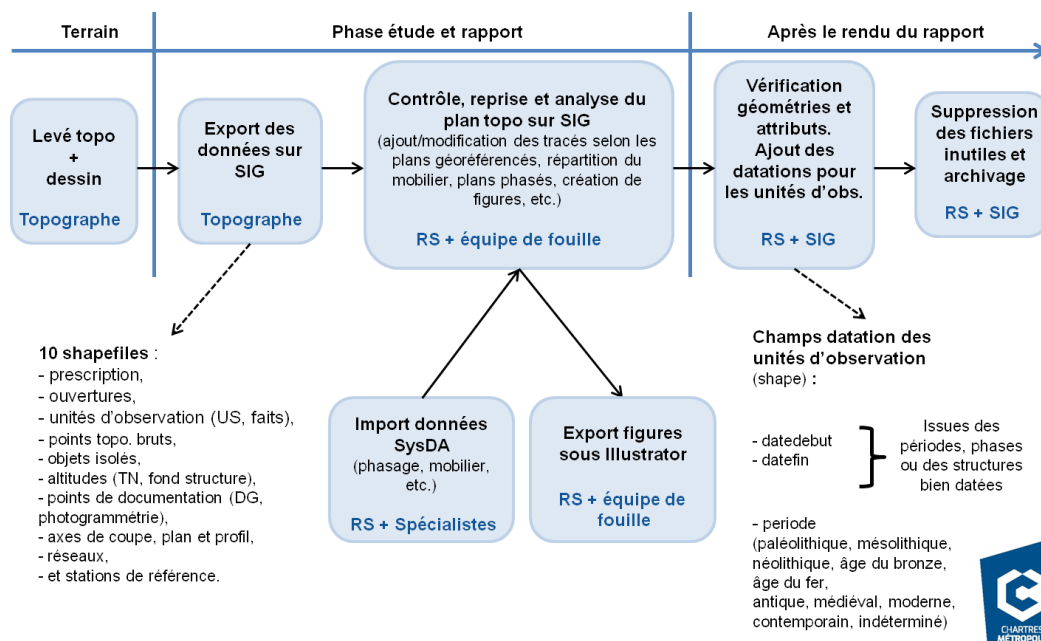 Terrain
Phase étude et rapport
Après le rendu du rapport
Levé topo
+
dessin
Topographe
Export des
données sur
SIG
Topographe
Contrôle, reprise et analyse du
plan topo sur SIG
(ajout/modification des tracés selon les
plans géoréférencés, répartition du
mobilier, plans phasés, création de
figures, etc.)
RS + équipe de fouille
Vérification
géométries et
attributs.
Ajout des
datations pour
les unités d'obs.
RS + SIG
Suppression
des fichiers
inutiles et
archivage
RS + SIG
10 shapefiles :
- prescription,
- ouvertures,
- unités d'observation (US, faits),
- points topo. bruts,
- objets isolés,
- altitudes (TN, fond structure),
- points de documentation (DG,
photogrammétrie),
- axes de coupe, plan et profil,
- réseaux,
- et stations de référence.
Import données
SysDA
(phasage, mobilier,
etc.)
RS + Spécialistes
Export figures
sous Illustrator
RS + équipe de
fouille
Champs datation des
unités d'observation
(shape) :
- datedebut
- datefin
Issues des
périodes, phases
ou des structures
bien datées
- periode
(paléolithique, mésolithique,
néolithique, âge du bronze,
âge du fer,
antique, médiéval, moderne,
contemporain, indéterminé)
CHARTRES
MÉTROPOL